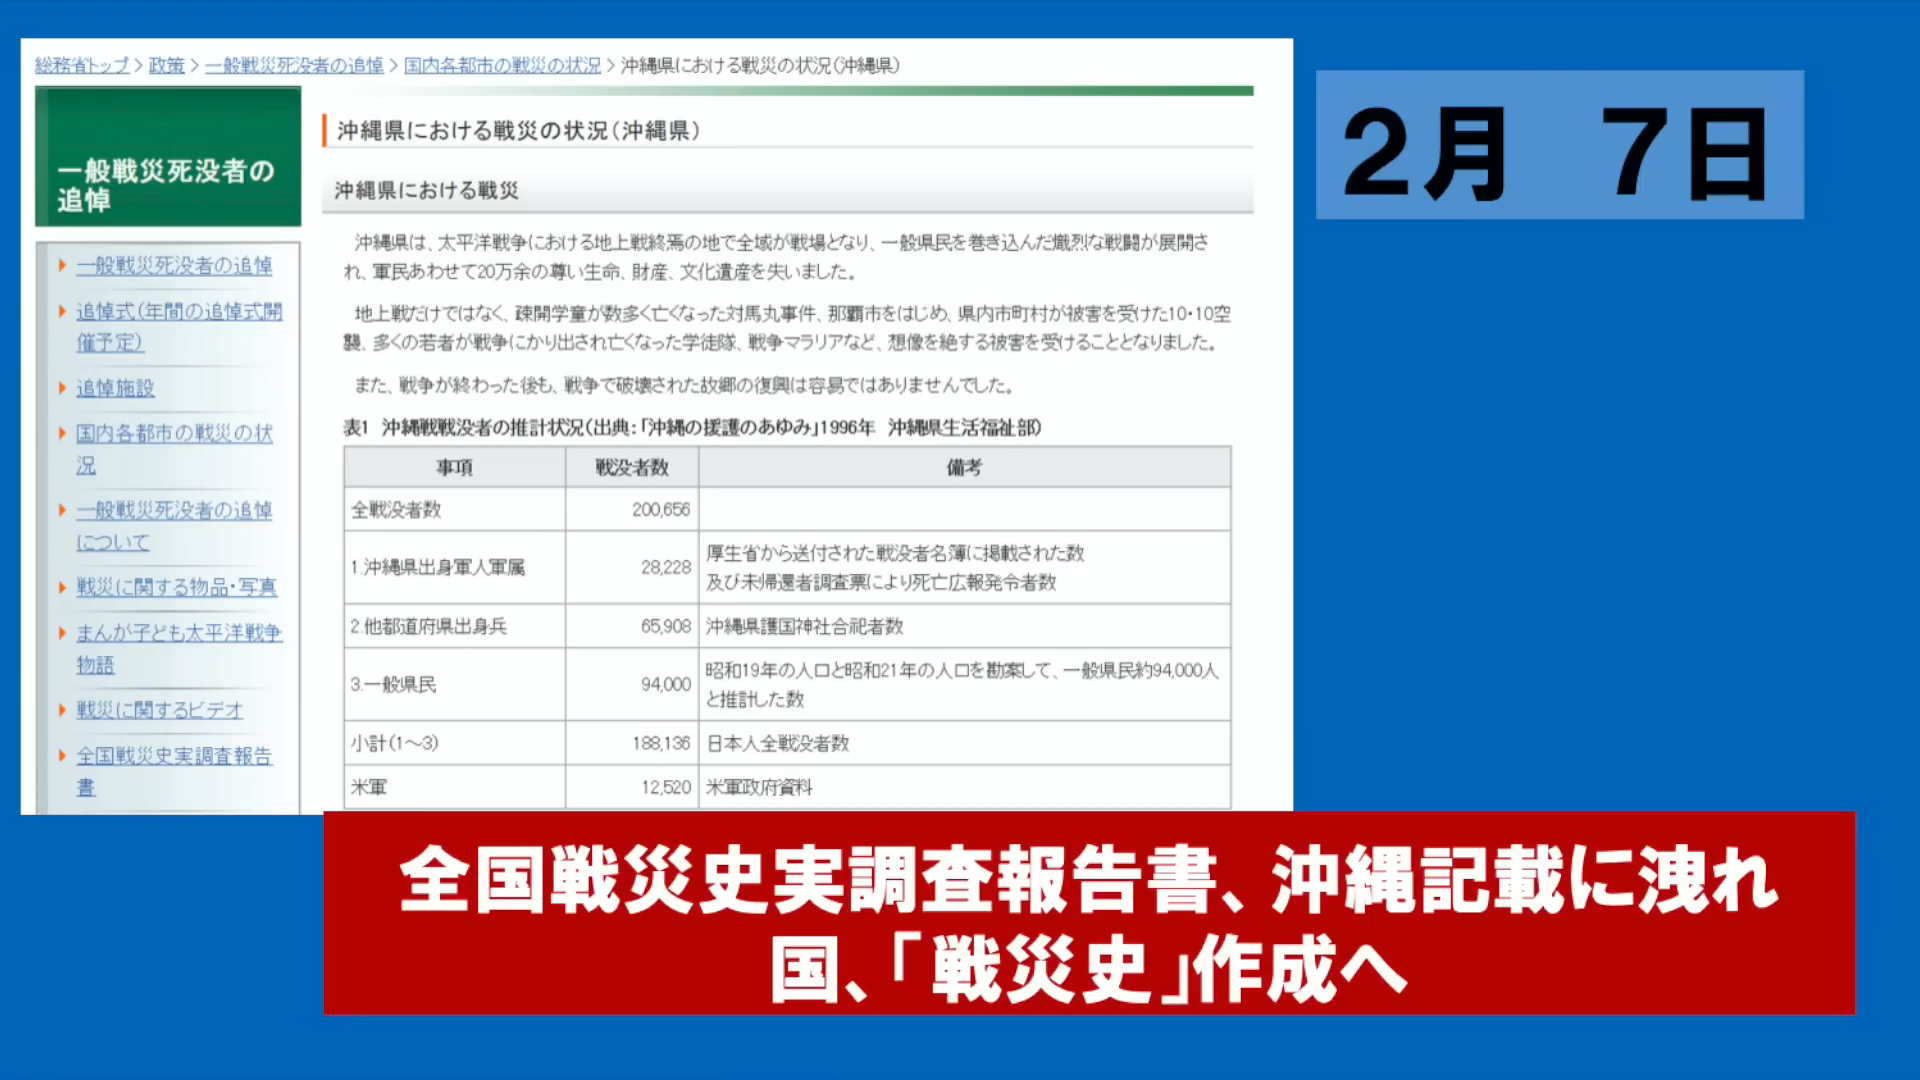 総務省トップ > 政策 > 一般戦災死没者の追悼 > 国内各都市の戦災の状況 > 沖縄県における戦災の状況（沖縄県）
一般戦災死没者の
追悼
一般戦災死没者の追悼
追悼式（年間の追悼式開
催予定）
追悼施設
国内各都市の戦災の状
況
一般戦災死没者の追悼
について
戦災に関する物品・写真
まんが子ども太平洋戦争
物語
戦災に関するビデオ
全国戦災史実調査報告
書
沖縄県における戦災の状況（沖縄県）
沖縄県における戦災
沖縄県は、太平洋戦争における地上戦終焉の地で全域が戦場となり、一般県民を巻き込んだ熾烈な戦闘が展開さ
れ、軍民あわせて20万余の尊い生命、財産、文化遺産を失いました。
地上戦だけではなく、疎開学童が数多く亡くなった対馬丸事件、那覇市をはじめ、県内市町村が被害を受けた10・10空
襲、多くの若者が戦争にかり出され亡くなった学徒隊、戦争マラリアなど、想像を絶する被害を受けることとなりました。
また、戦争が終わった後も、戦争で破壊された故郷の復興は容易ではありませんでした。
表1 沖縄戦戦没者の推計状況（出典：「沖縄の援護のあゆみ」1996年 沖縄県生活福祉部）
事項 戦没者数 備考
全戦没者数 200,656
1.沖縄県出身軍人軍属 28,228 厚生省から送付された戦没者名簿に掲載された数
及び未帰還者調査票により死亡広報発令者数
2.他都道府県出身兵 65,908 沖縄県護国神社合祀者数
3.一般県民 94,000 昭和19年の人口と昭和21年の人口を勘案して、一般県民約94,000人
と推計した数
小計（1～3） 188,136 日本人全戦没者数
米軍 12,520 米軍政府資料
2月 7日
全国戦災史実調査報告書、沖縄記載に洩れ
国、「戦災史」作成へ